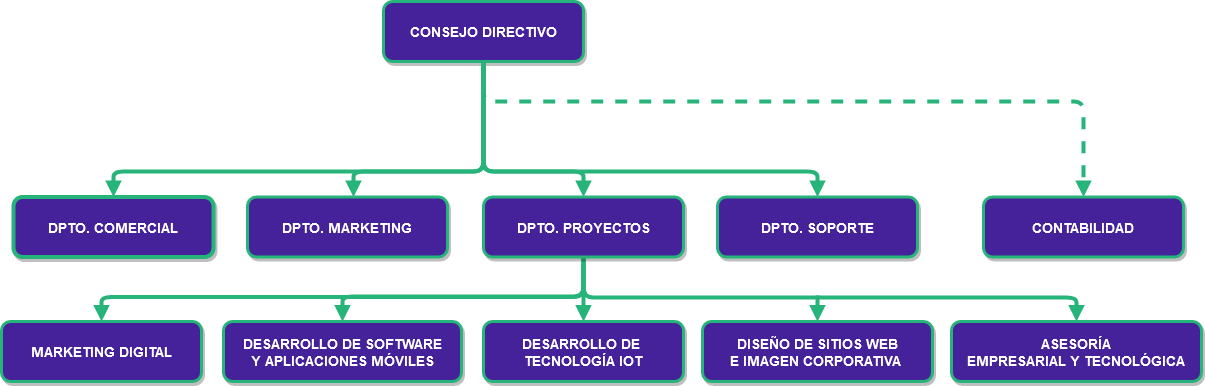 CONSEJO DIRECTIVO
DPTO. COMERCIAL
DPTO. MARKETING
DPTO. PROYECTOS
DPTO. SOPORTE
CONTABILIDAD
MARKETING DIGITAL
DESARROLLO DE SOFTWARE
Y APLICACIONES MÓVILES
DESARROLLO DE
TECNOLOGÍA IOT
DISEÑO DE SITIOS WEB
E IMAGEN CORPORATIVA
ASESORÍA
EMPRESARIAL Y TECNOLÓGICA